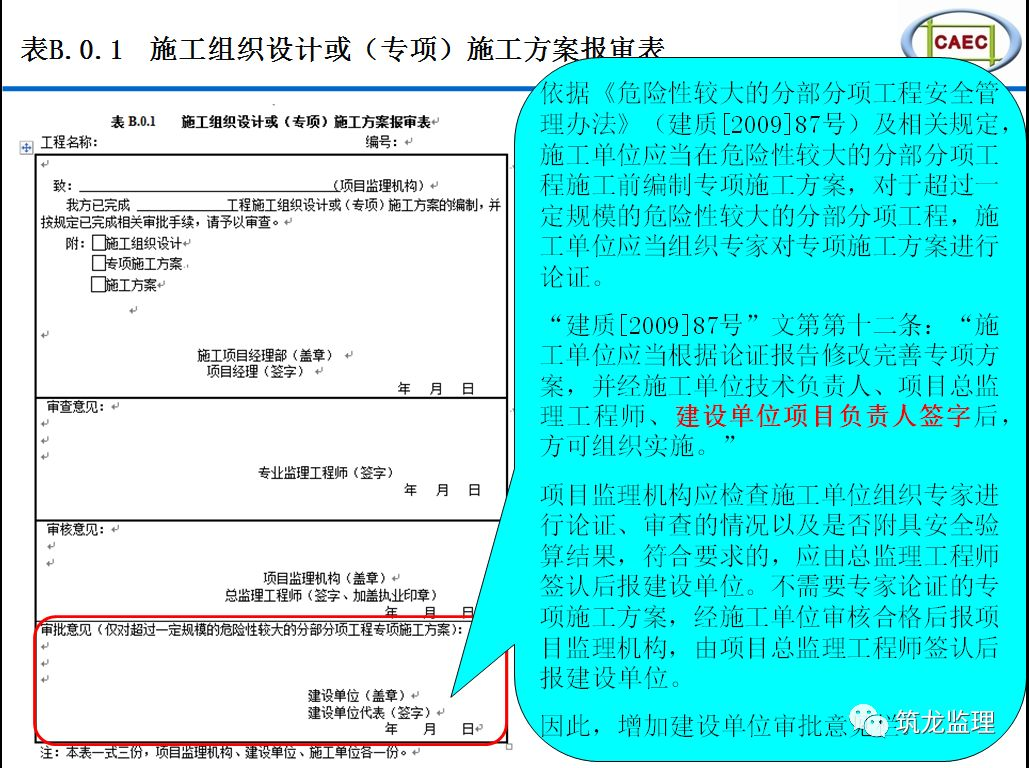 表B.0.1 施工组织设计或（专项）施工方案报审表
CAEC
表 B.0.1 施工组织设计或（专项）施工方案报审表
工程名称： 编号：
致：（项目监理机构）
我方已完成 工程施工组织设计或（专项）施工方案的编制，并
按规定已完成相关审批手续，请予以审查。
附：□施工组织设计
□专项施工方案
□施工方案
施工项目经理部（盖章）
项目经理（签字）
年 月 日
审查意见：
专业监理工程师（签字）
年 月 日
审核意见：
项目监理机构（盖章）
总监理工程师（签字、加盖执业印章）
年 月 日
审批意见（仅对超过一定规模的危险性较大的分部分项工程专项施工方案）：
建设单位（盖章）
建设单位代表（签字）
年 月 日
注：本表一式三份，项目监理机构、建设单位、施工单位各一份。
依据《危险性较大的分部分项工程安全管
理办法》（建质[2009]87号）及相关规定，
施工单位应当在危险性较大的分部分项工
程施工前编制专项施工方案，对于超过一
定规模的危险性较大的分部分项工程，施
工单位应当组织专家对专项施工方案进行
论证。
“建质[2009]87号”文第第十二条：“施
工单位应当根据论证报告修改完善专项方
案，并经施工单位技术负责人、项目总监
理工程师、建设单位项目负责人签字后，
方可组织实施。”
项目监理机构应检查施工单位组织专家进
行论证、审查的情况以及是否附具安全验
算结果，符合要求的，应由总监理工程师
签认后报建设单位。不需要专家论证的专
项施工方案，经施工单位审核合格后报项
目监理机构，由项目总监理工程师签认后
报建设单位。
因此，增加建设单位审批意见
筑龙监理